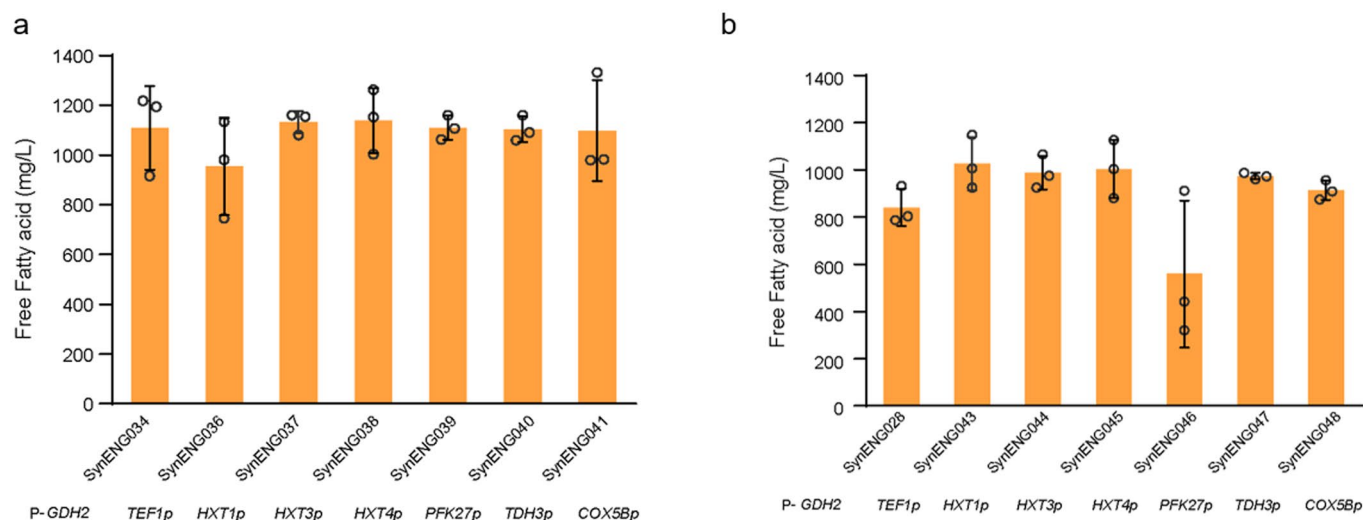 a
Free Fatty acid (mg/L)
1400
1200
1000
800
600
400
200
0
SynENG034
SynENG036
SynENG037
SynENG038
SynENG039
SynENG040
SynENG041
P- GDH2 TEF1p HXT1p HXT3p HXT4p PFK27p TDH3p COX5Bp
b
Free Fatty acid (mg/L)
1400
1200
1000
800
600
400
200
0
SynENG028
SynENG043
SynENG044
SynENG045
SynENG046
SynENG047
SynENG048
P- GDH2 TEF1p HXT1p HXT3p HXT4p PFK27p TDH3p COX5Bp